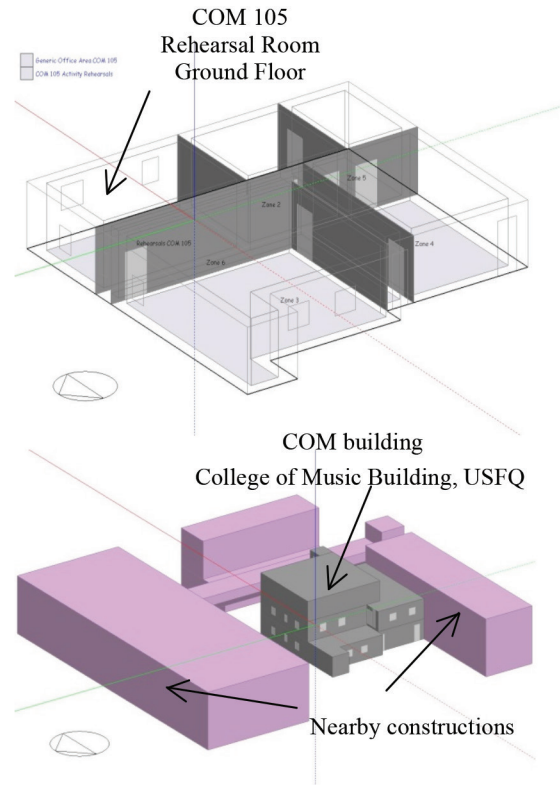 COM 105
Rehearsal Room
Ground Floor
Generic Office Area COM 105
COM 105 Activity Rehearsals
Zone 5
Zone 2
Rehearsals COM 105
Zone 4
Zone 6
Zone 3
COM building
College of Music Building, USFQ
Nearby constructions